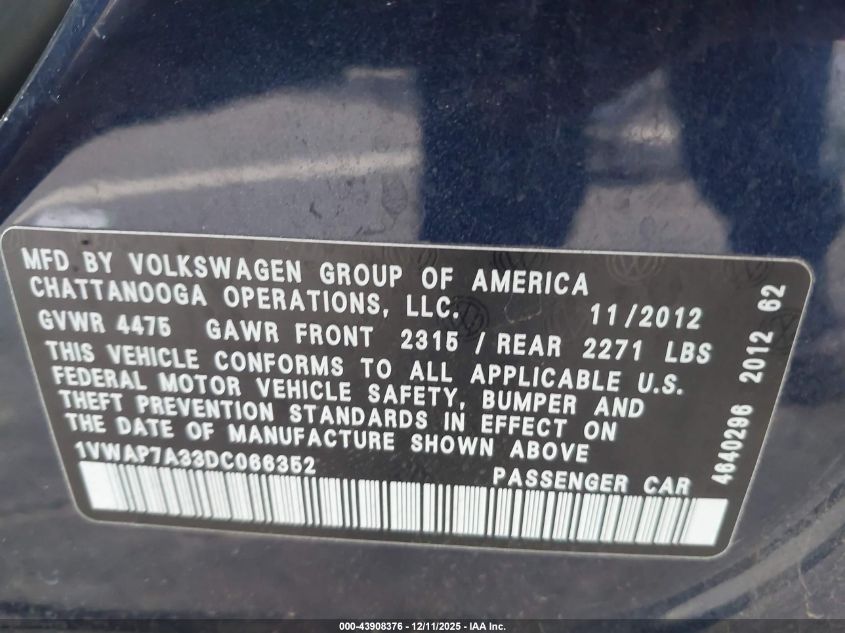 MFD BY VOLKSWAGEN GROUP OF AMERICA
CHATTANOOGA OPERATIONS, LLC. 11/2012
GVWR 4475 GAWR FRONT 2315 / REAR 2271 LBS
THIS VEHICLE CONFORMS TO ALL APPLICABLE U.S.
FEDERAL MOTOR VEHICLE SAFETY, BUMPER AND
THEFT PREVENTION STANDARDS IN EFFECT ON
THE DATE OF MANUFACTURE SHOWN ABOVE
1VWAP7A33DC066352 PASSENGER CAR
4640296 2012 62
000-43908376 - 12/11/2025 - IAA Inc.